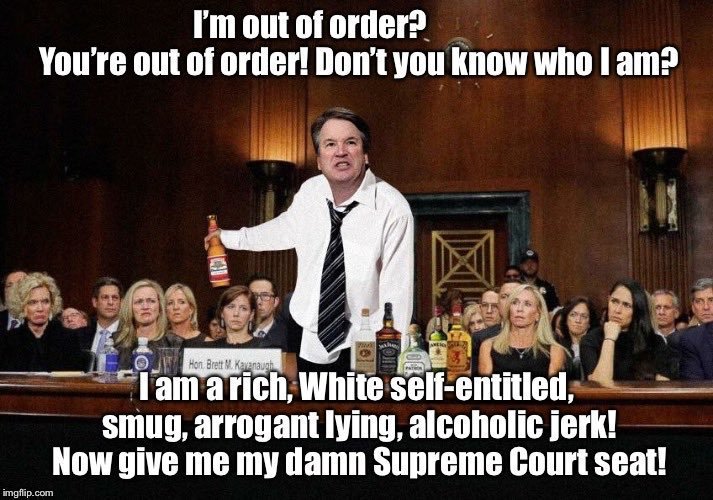 I'm out of order?
You're out of order! Don't you know who I am?
Hon. Brett M. Kavanaugh
I am a rich, White self-entitled,
smug, arrogant lying, alcoholic jerk!
Now give me my damn Supreme Court seat!
imgflip.com